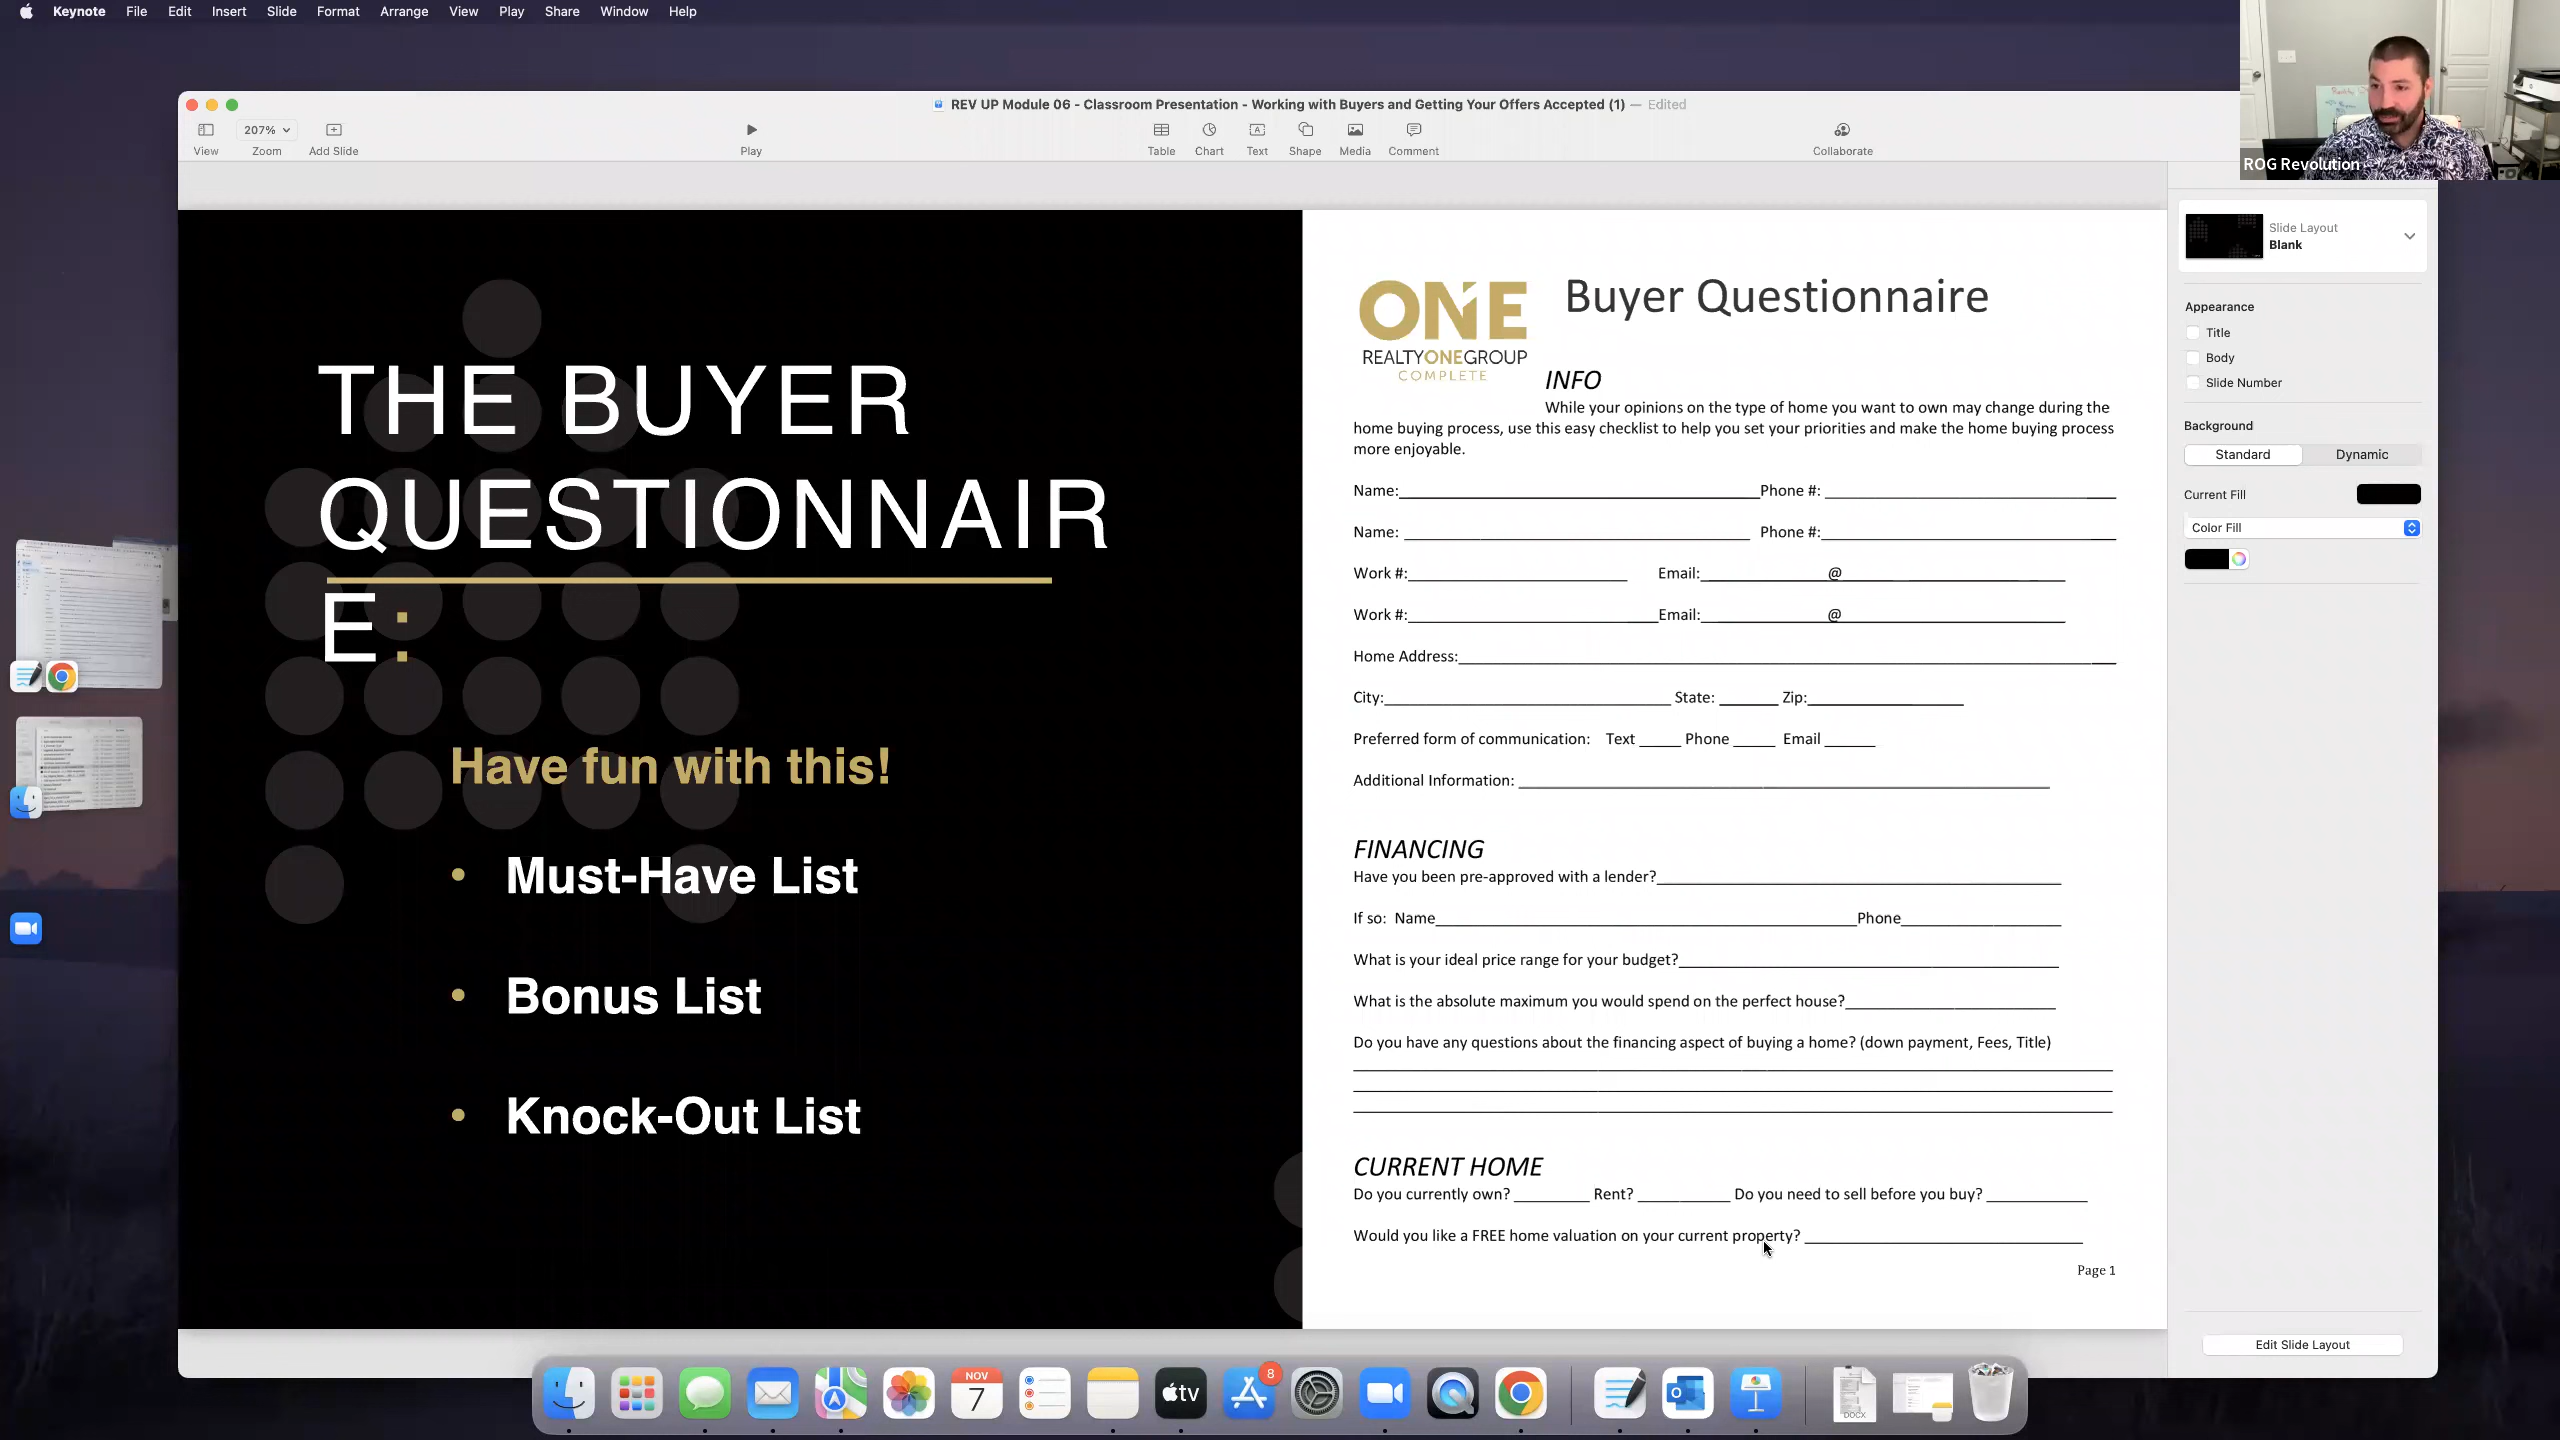 Keynote File Edit Insert Slide Format Arrange View Play Share Window Help
REV UP Module 06 - Classroom Presentation - Working with Buyers and Getting Your Offers Accepted (1) — Edited
207%
View Zoom Add Slide Play Table Chart Text Shape Media Comment Collaborate
ROG Revolution
THE BUYER
QUESTIONNAIR
E:
Have fun with this!
• Must-Have List
• Bonus List
• Knock-Out List
ONE
REALTYONEGROUP
COMPLETE
Buyer Questionnaire
INFO
While your opinions on the type of home you want to own may change during the
home buying process, use this easy checklist to help you set your priorities and make the home buying process
more enjoyable.
Name: Phone #:
Name: Phone #:
Work #: Email: @
Work #: Email: @
Home Address:
City: State: Zip:
Preferred form of communication: Text Phone Email
Additional Information:
FINANCING
Have you been pre-approved with a lender?
If so: Name Phone
What is your ideal price range for your budget?
What is the absolute maximum you would spend on the perfect house?
Do you have any questions about the financing aspect of buying a home? (down payment, Fees, Title)
CURRENT HOME
Do you currently own? Rent? Do you need to sell before you buy?
Would you like a FREE home valuation on your current property?
Page 1
Slide Layout
Blank
Appearance
Title
Body
Slide Number
Background
Standard Dynamic
Current Fill
Color Fill
Edit Slide Layout
NOV
7
tv
8
DOCX